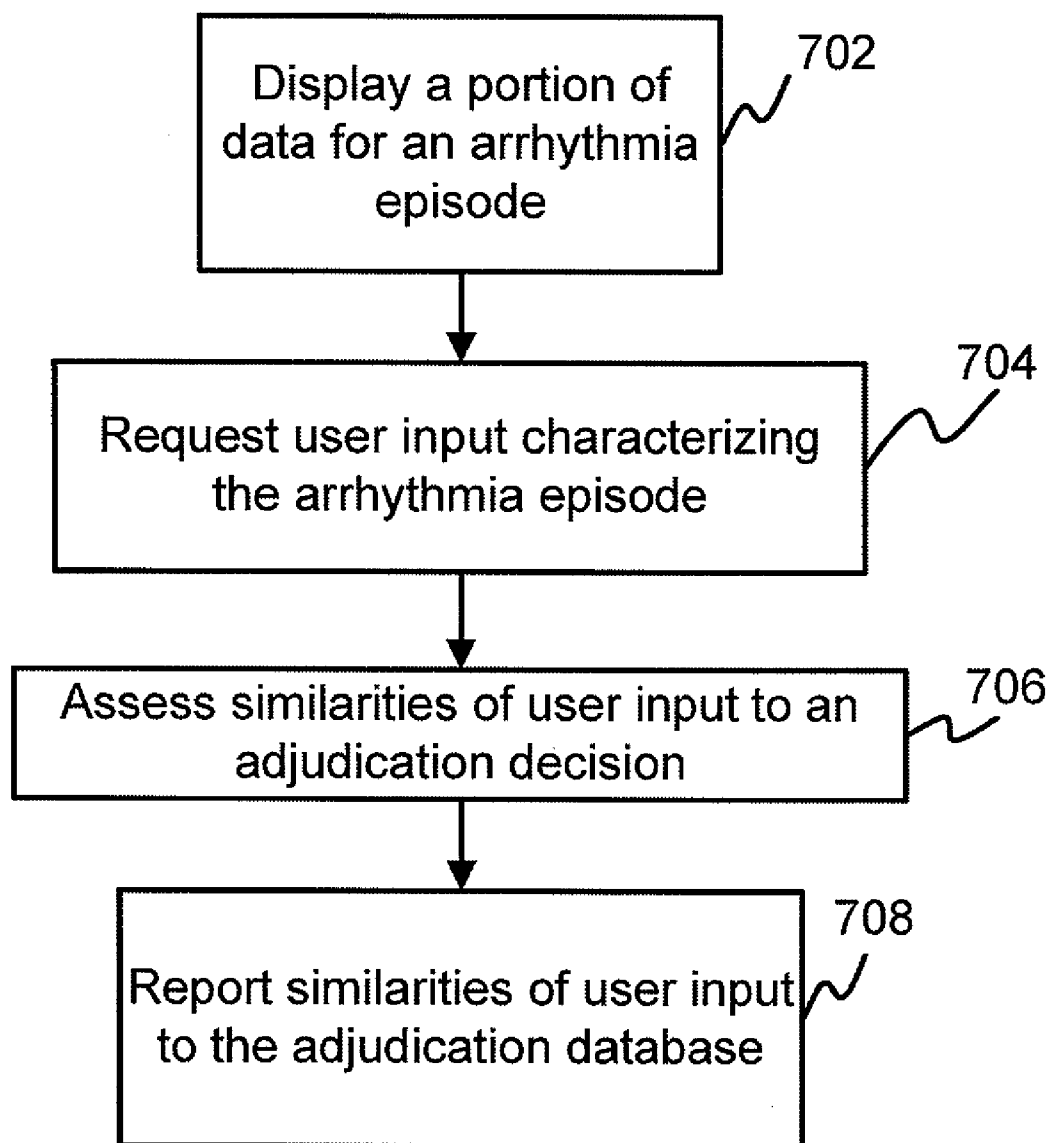 702
Display a portion of
data for an arrhythmia
episode
704
Request user input characterizing
the arrhythmia episode
706
Assess similarities of user input to an
adjudication decision
708
Report similarities of user input
to the adjudication database